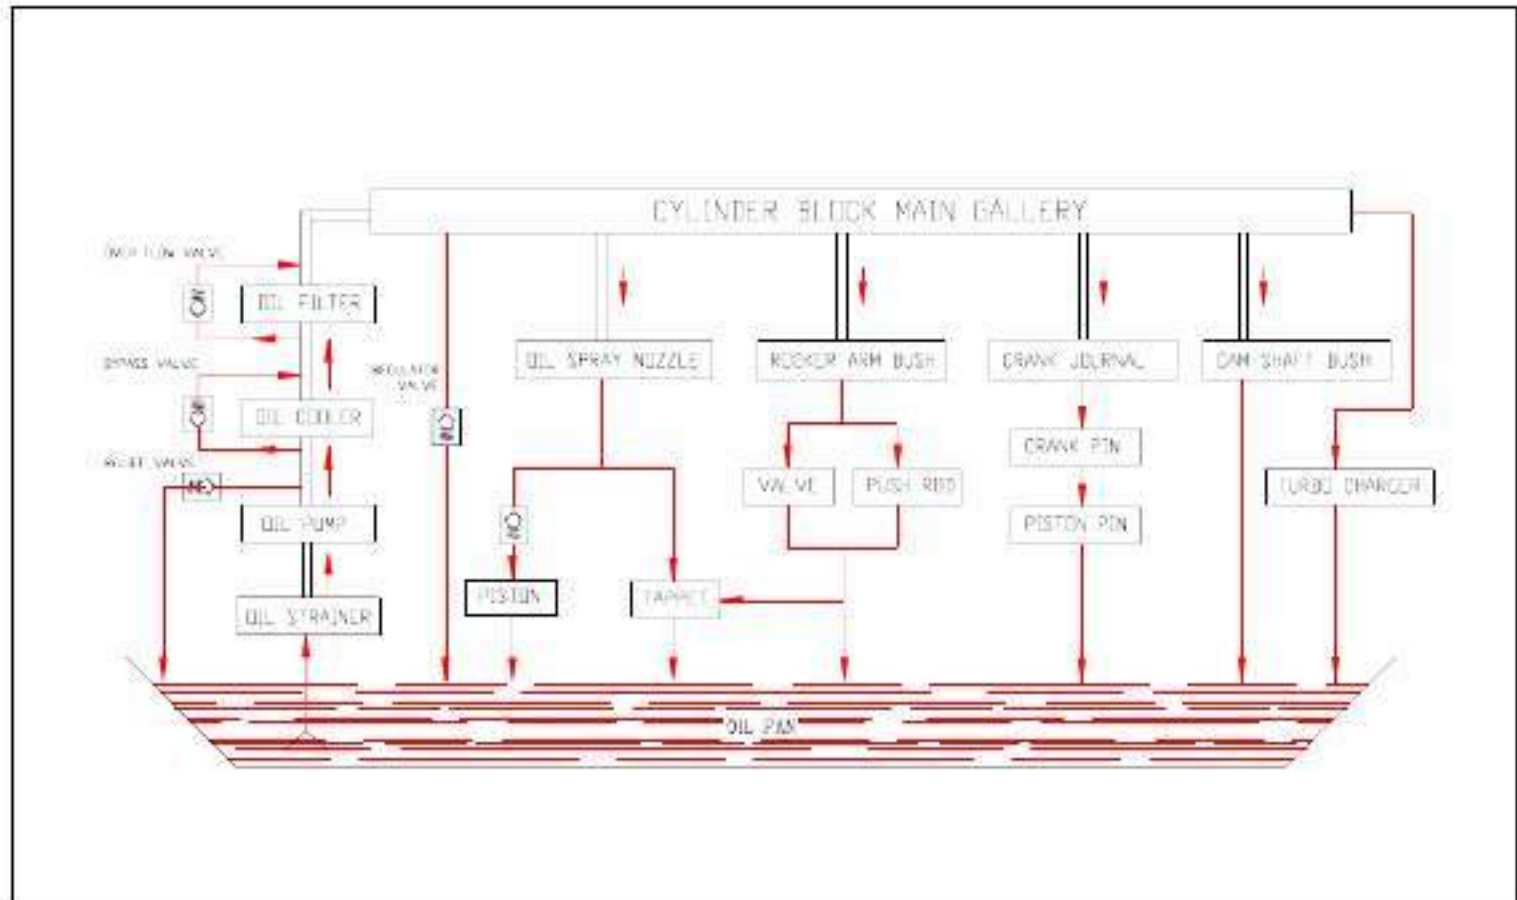 CYLINDER BLOCK MAIN GALLERY
OVER FLOW VALVE
OIL FILTER
BYPASS VALVE
REGULATOR
VALVE
OIL SPRAY NOZZLE
ROCKER ARM BUSH
CRANK JOURNAL
CAM SHAFT BUSH
OIL COOLER
CRANK PIN
RELIEF VALVE
VALVE
PUSH ROD
TURBO CHARGER
OIL PUMP
PISTON PIN
PISTON
TAPPET
OIL STRAINER
OIL PAN